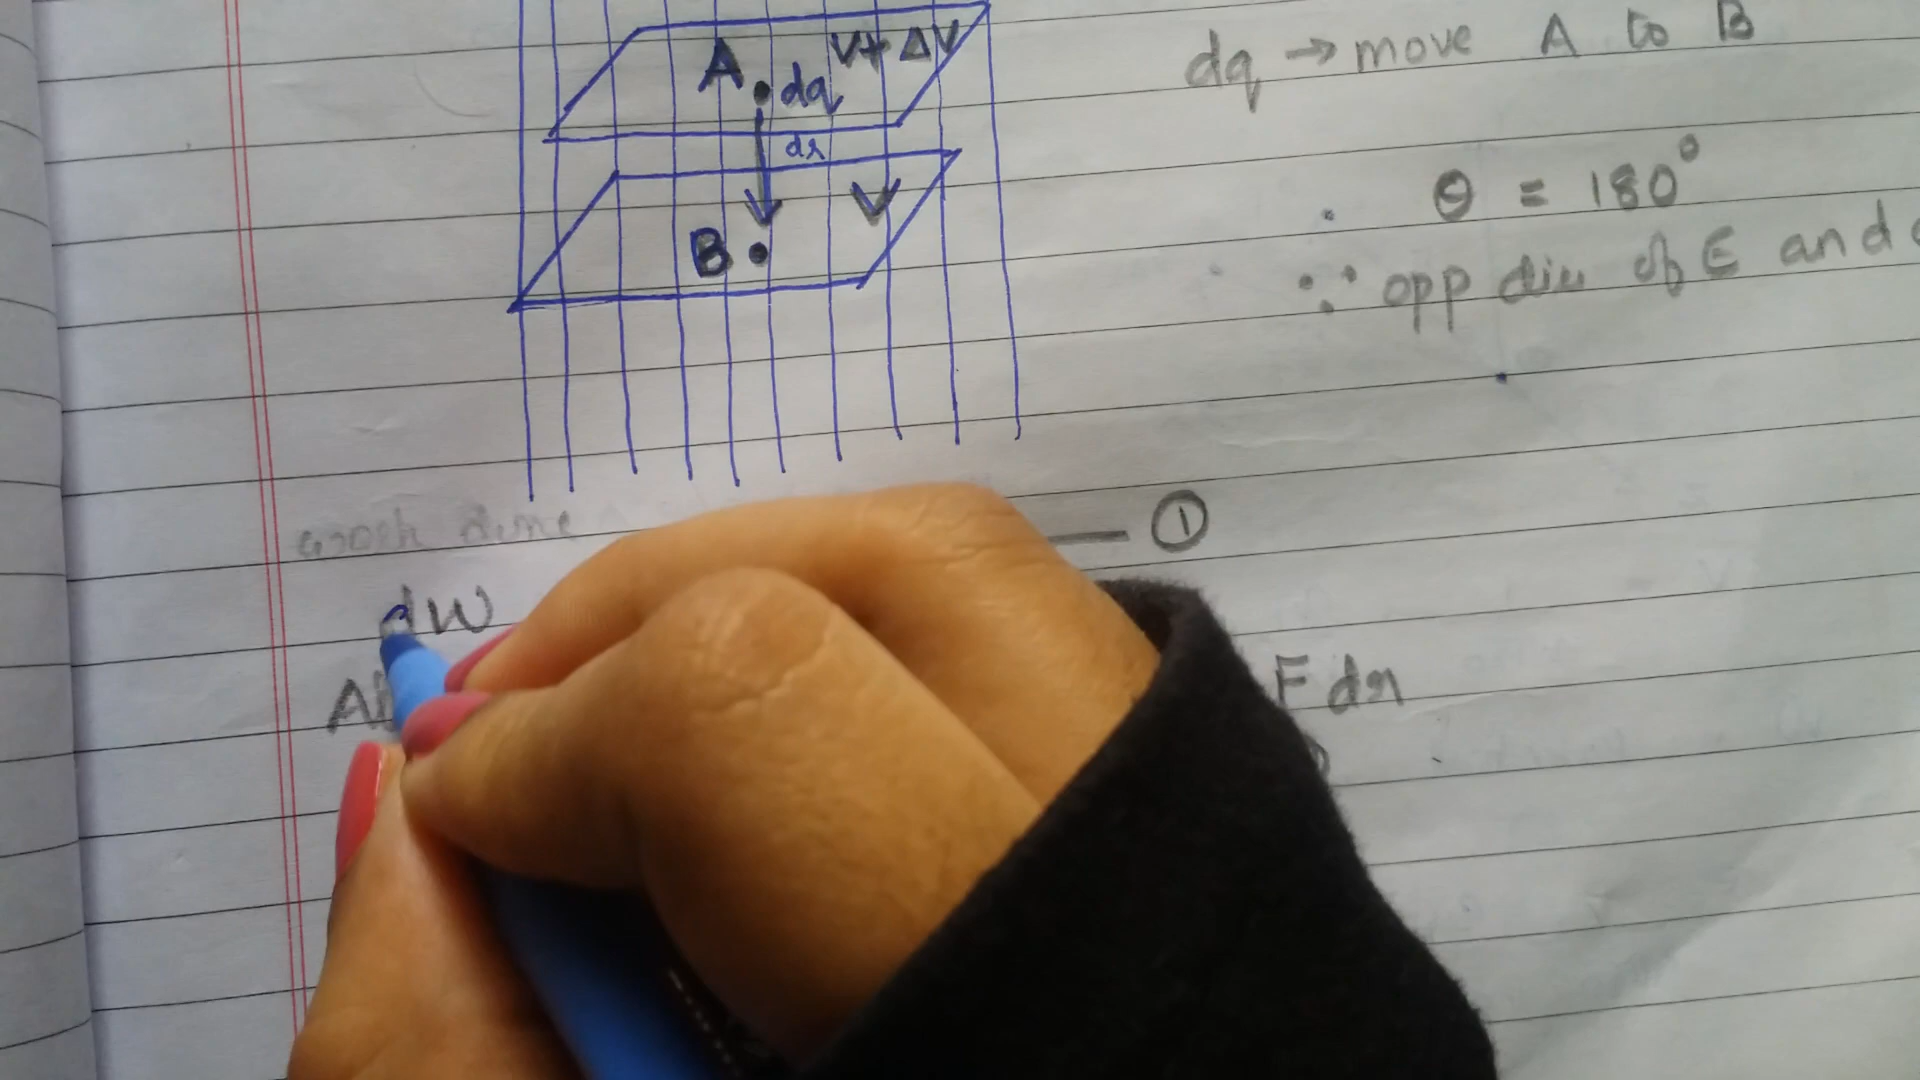 A dq V+ ΔV
dr
B V
dq → move A to B
θ = 180°
∵ opp dir of E and
work done — ①
dW
F dr